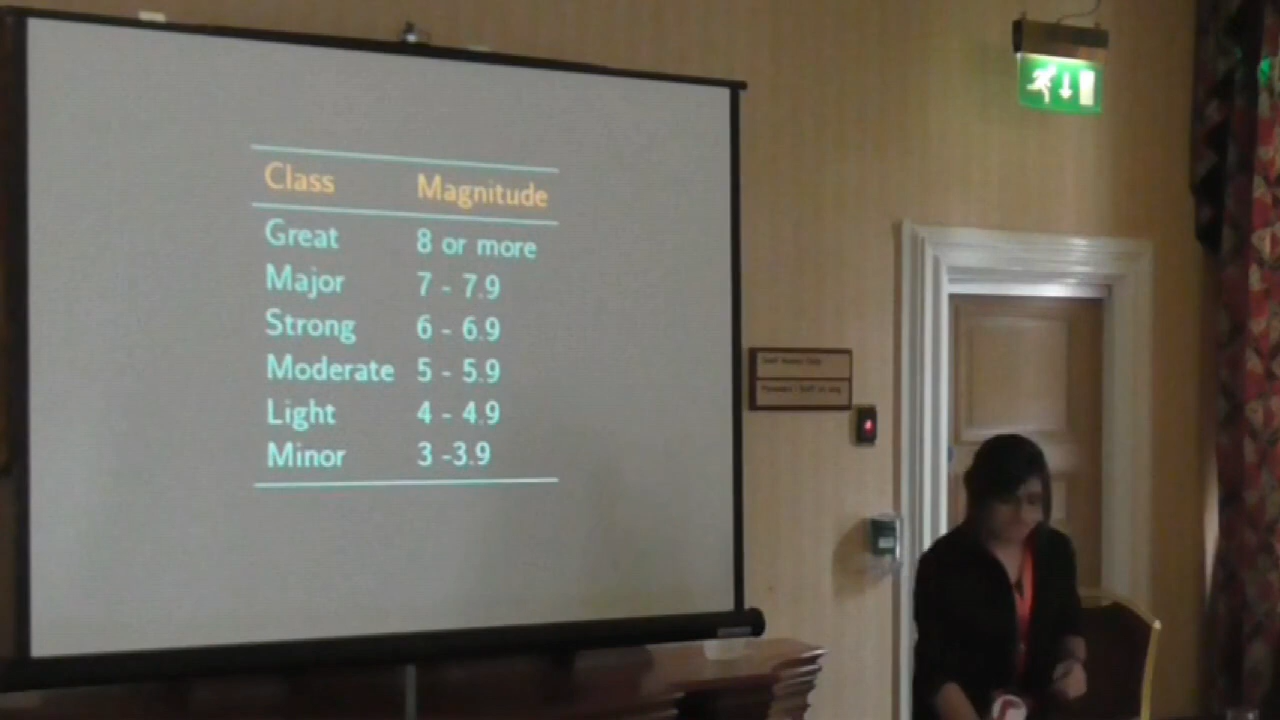 Class Magnitude
Great 8 or more
Major 7 - 7.9
Strong 6 - 6.9
Moderate 5 - 5.9
Light 4 - 4.9
Minor 3 -3.9